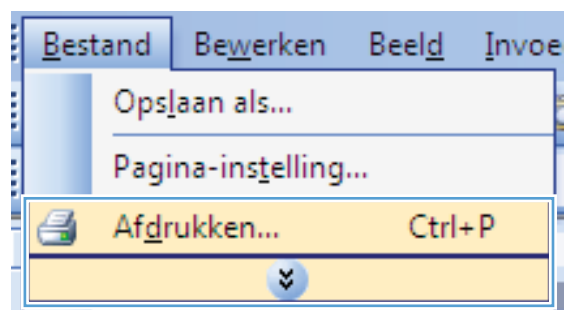 Bestand Bewerken Beeld Invoe
Opslaan als...
Pagina-instelling...
Afdrukken... Ctrl+P